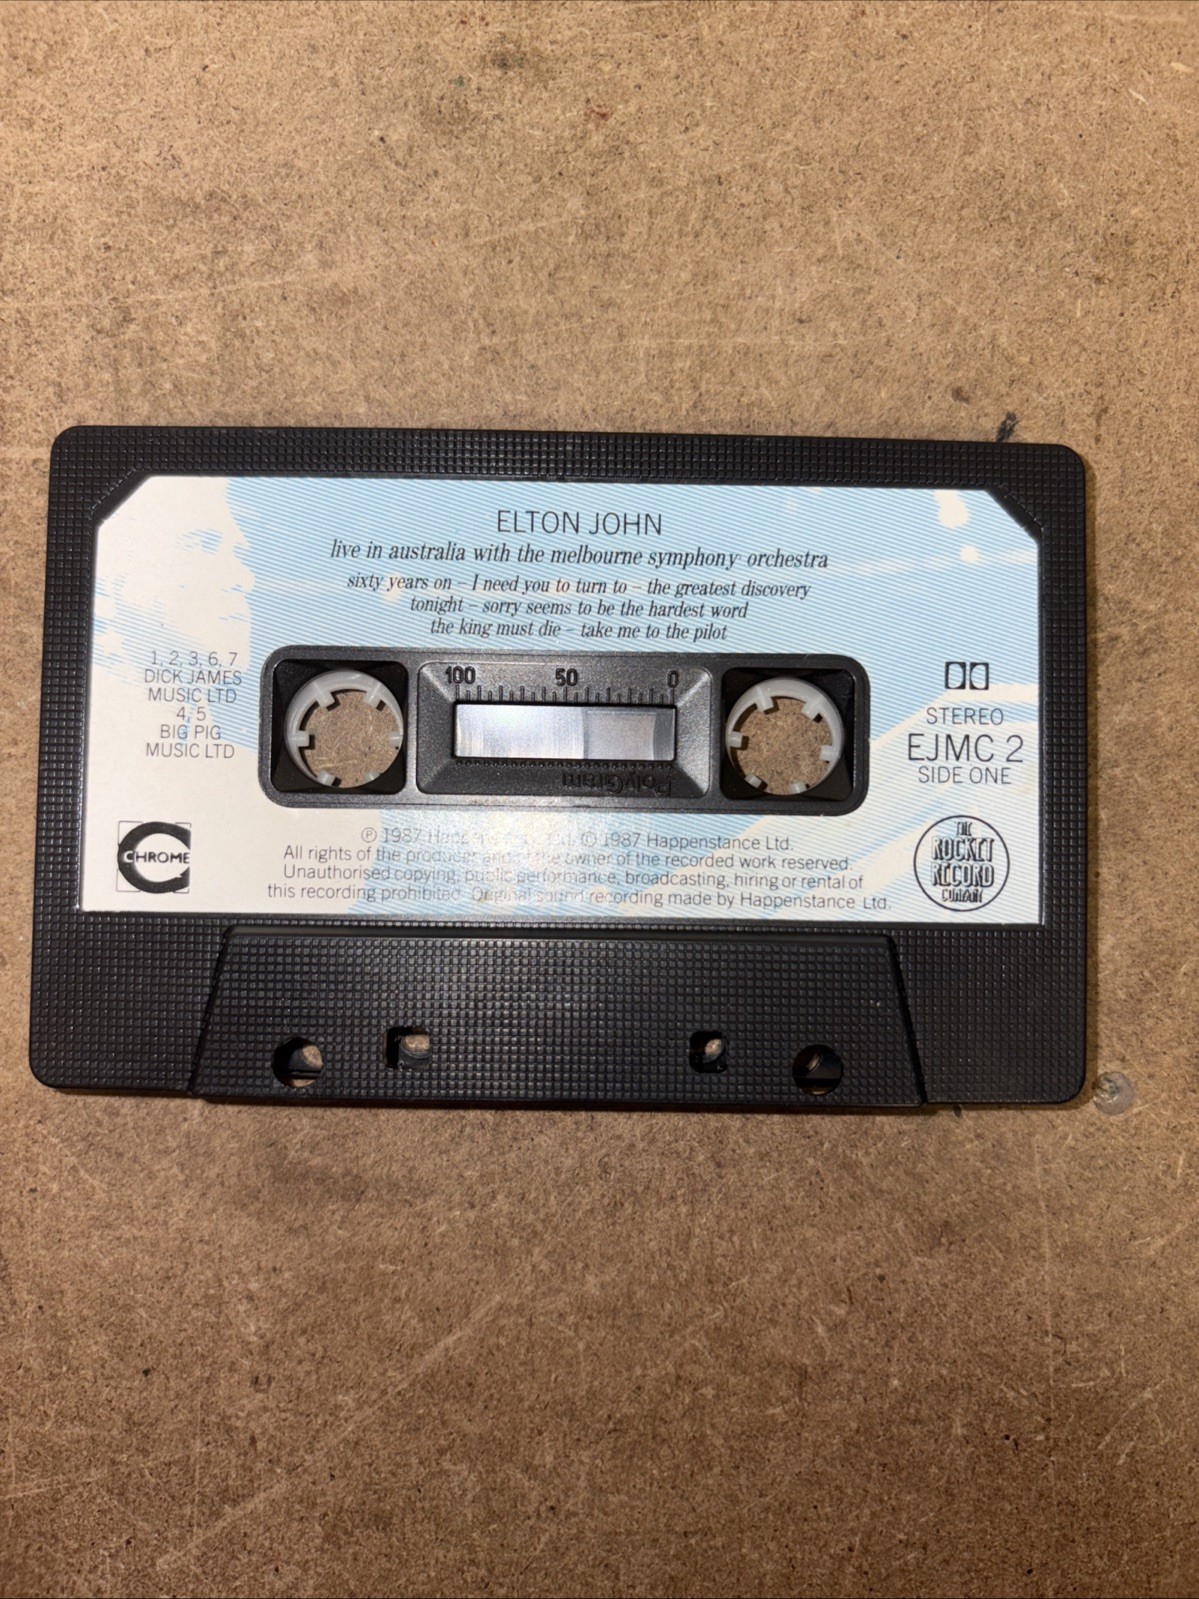 ELTON JOHN
live in australia with the melbourne symphony orchestra
sixty years on – I need you to turn to – the greatest discovery
tonight – sorry seems to be the hardest word
the king must die – take me to the pilot
1, 2, 3, 6, 7
DICK JAMES
MUSIC LTD
4, 5
BIG PIG
MUSIC LTD
100 50 0
PolyGram
STEREO
EJMC 2
SIDE ONE
CHROME
THE
ROCKET
RECORD
COMPANY
℗ 1987 Ltd. © 1987 Happenstance Ltd.
All rights of the producer and of the owner of the recorded work reserved.
Unauthorised copying, public performance, broadcasting, hiring or rental of
this recording prohibited. Original sound recording made by Happenstance Ltd.